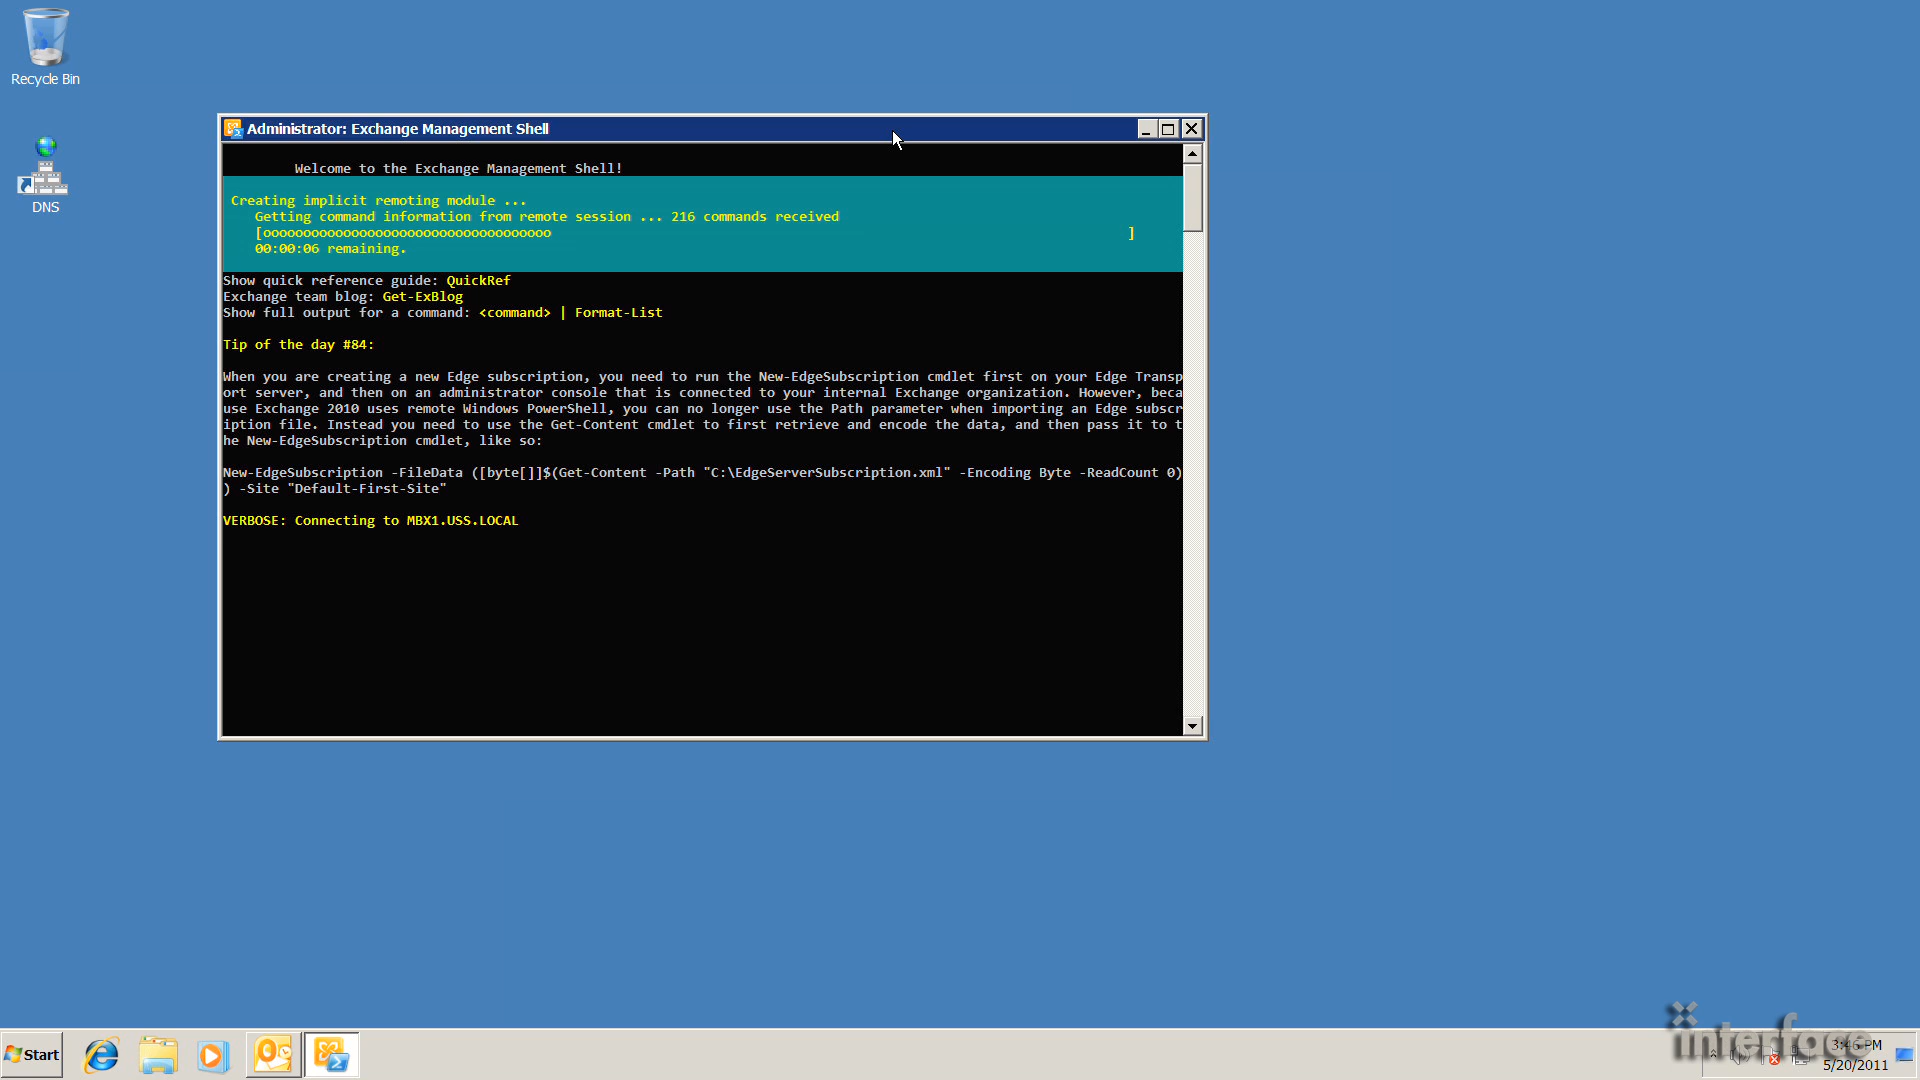 Recycle Bin
DNS
Administrator: Exchange Management Shell
Welcome to the Exchange Management Shell!
Creating implicit remoting module ...
Getting command information from remote session ... 216 commands received
[oooooooooooooooooooooooooooooooooooo ]
00:00:06 remaining.
Show quick reference guide: QuickRef
Exchange team blog: Get-ExBlog
Show full output for a command: <command> | Format-List
Tip of the day #84:
When you are creating a new Edge subscription, you need to run the New-EdgeSubscription cmdlet first on your Edge Transp
ort server, and then on an administrator console that is connected to your internal Exchange organization. However, beca
use Exchange 2010 uses remote Windows PowerShell, you can no longer use the Path parameter when importing an Edge subscr
iption file. Instead you need to use the Get-Content cmdlet to first retrieve and encode the data, and then pass it to t
he New-EdgeSubscription cmdlet, like so:
New-EdgeSubscription -FileData ([byte[]]$(Get-Content -Path "C:\EdgeServerSubscription.xml" -Encoding Byte -ReadCount 0)
) -Site "Default-First-Site"
VERBOSE: Connecting to MBX1.USS.LOCAL
Start
interface
3:46 PM
5/20/2011